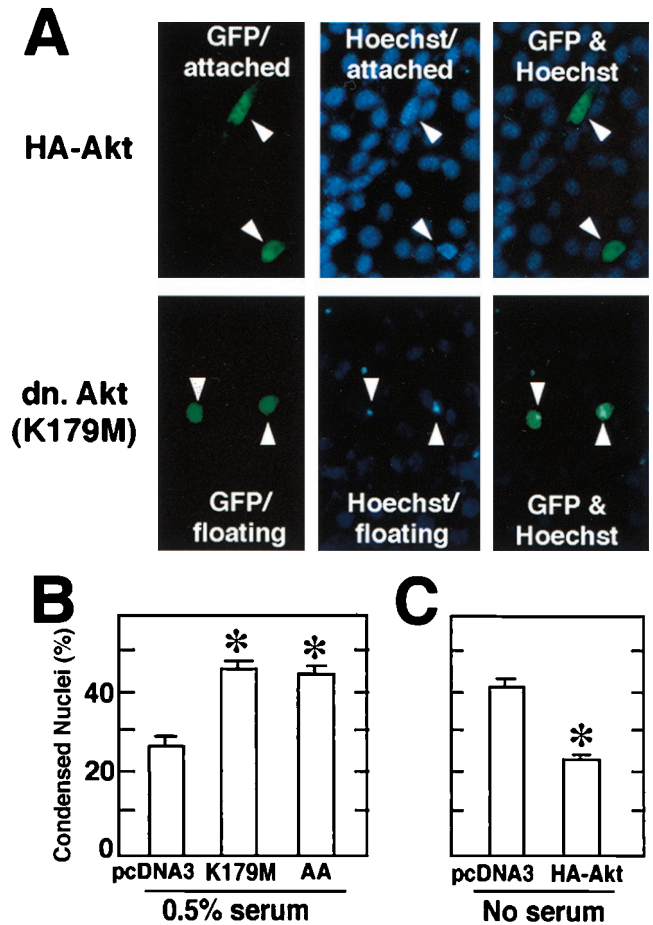 A
GFP/
attached
Hoechst/
attached
GFP &
Hoechst
HA-Akt
dn. Akt
(K179M)
GFP/
floating
Hoechst/
floating
GFP &
Hoechst
B
Condensed Nuclei (%)
40
20
0
*
*
pcDNA3 K179M AA
0.5% serum
C
*
pcDNA3 HA-Akt
No serum